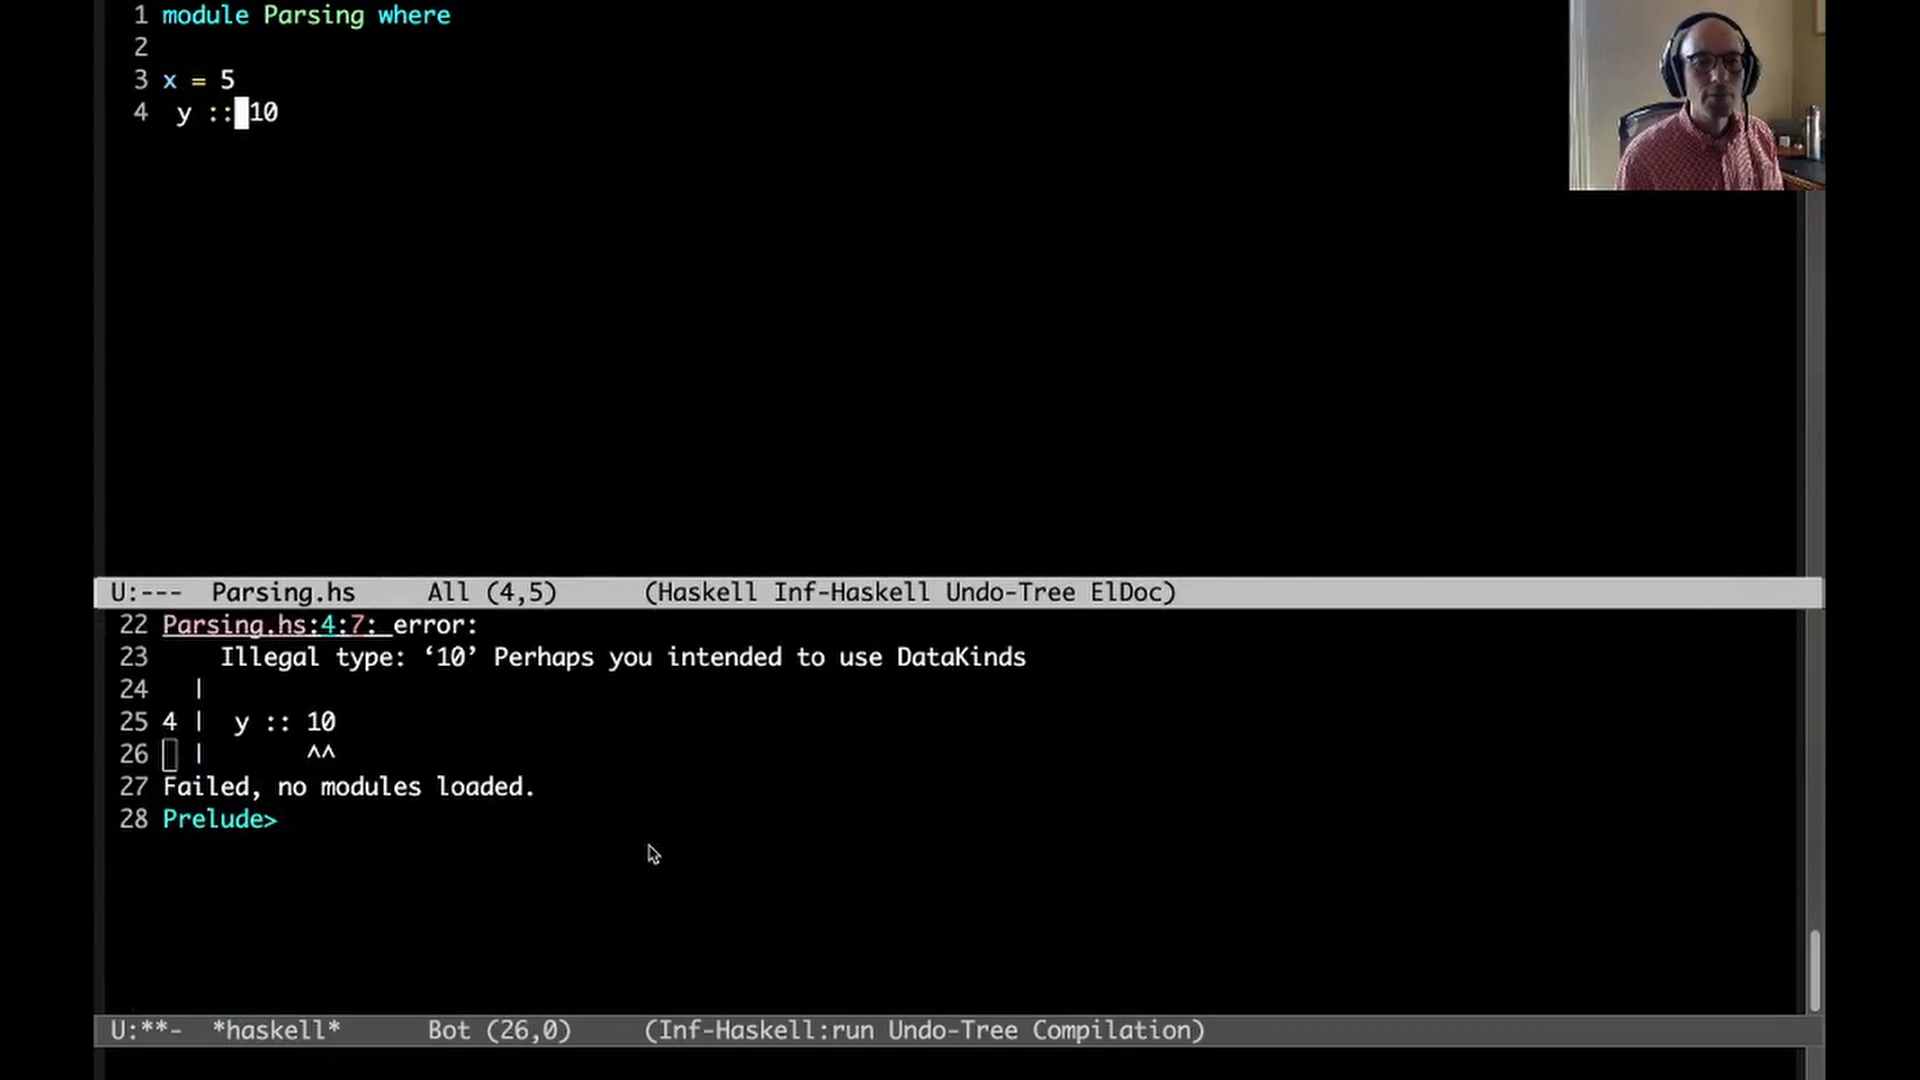 1 module Parsing where
2
3 x = 5
4  y :: 10
U:---  Parsing.hs     All (4,5)      (Haskell Inf-Haskell Undo-Tree ElDoc)
22 Parsing.hs:4:7: error:
23     Illegal type: ‘10’ Perhaps you intended to use DataKinds
24   |
25 4 |  y :: 10
26   |       ^^
27 Failed, no modules loaded.
28 Prelude>
U:**-  *haskell*      Bot (26,0)     (Inf-Haskell:run Undo-Tree Compilation)